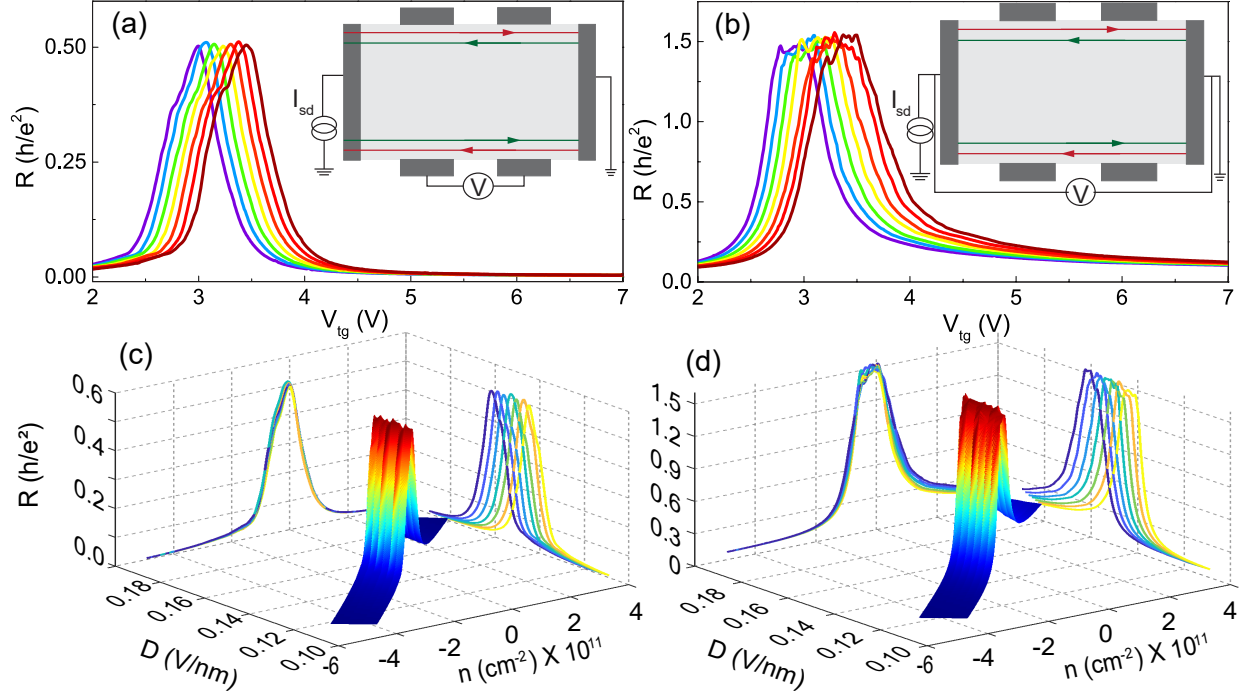 (a)
R (h/e²)
0.50
0.25
0.00
2 3 4 5 6 7
V_tg (V)
I_sd
V
(b)
R (h/e²)
1.5
1.0
0.5
0.0
2 3 4 5 6 7
V_tg (V)
I_sd
V
(c)
R (h/e²)
0.6
0.4
0.2
0.0
0.18 0.16 0.14 0.12 0.10
D (V/nm)
-6 -4 -2 0 2 4
n (cm⁻²) X 10¹¹
(d)
1.5
1.2
0.9
0.6
0.3
0
0.18 0.16 0.14 0.12 0.10
D (V/nm)
-6 -4 -2 0 2 4
n (cm⁻²) X 10¹¹